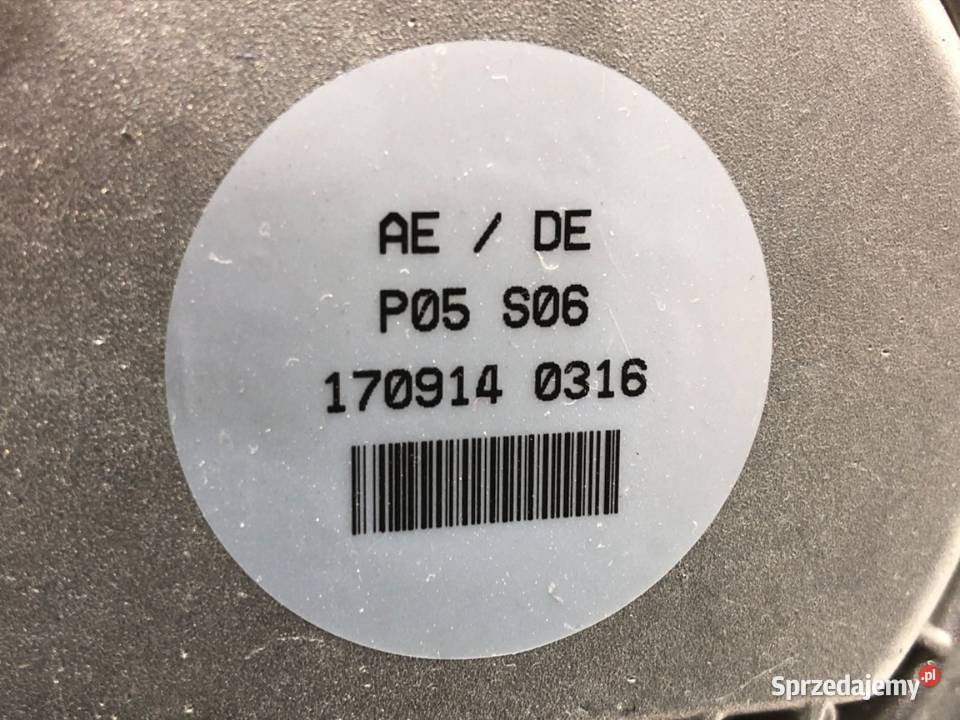 AE / DE
P05 S06
170914 0316
Sprzedajemy.pl